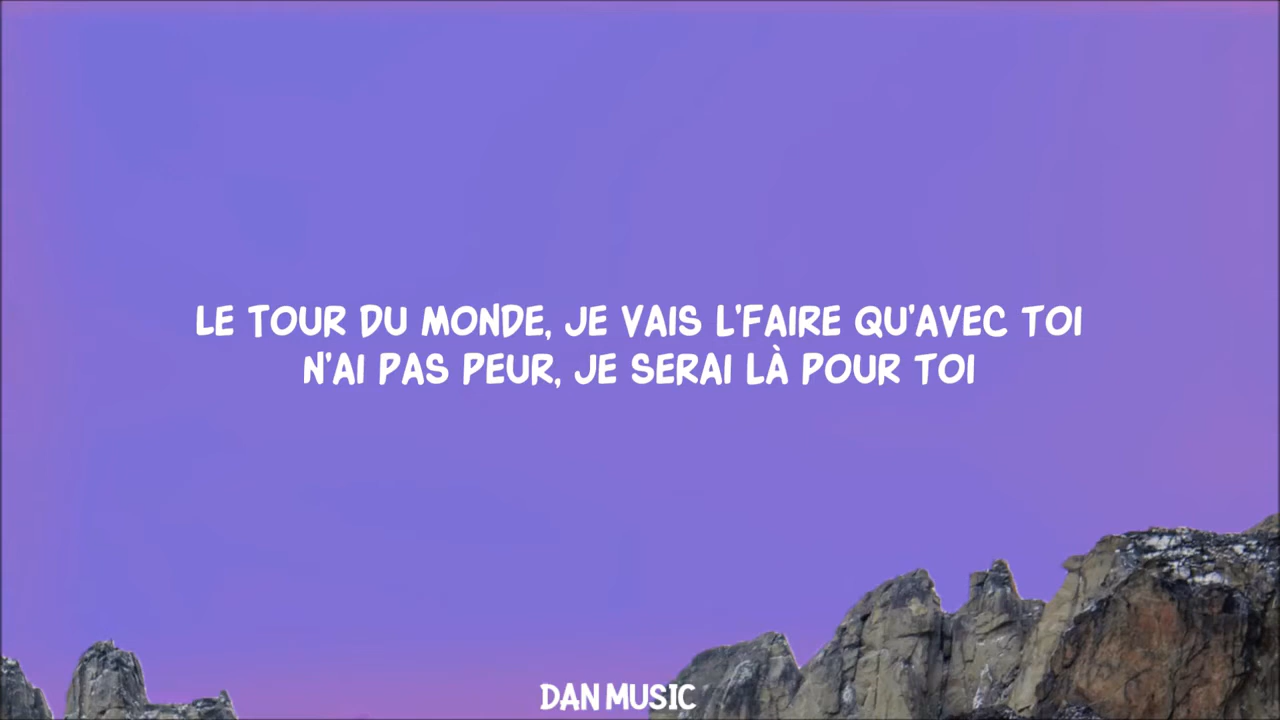 LE TOUR DU MONDE, JE VAIS L'FAIRE QU'AVEC TOI
N'AI PAS PEUR, JE SERAI LÀ POUR TOI
DAN MUSIC